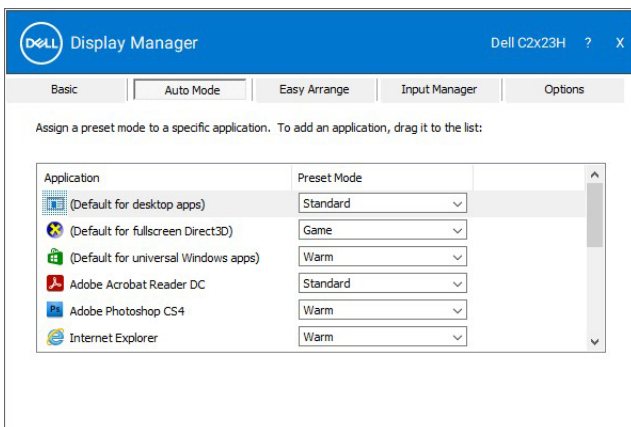 DELL Display Manager Dell C2x23H ? X
Basic Auto Mode Easy Arrange Input Manager Options
Assign a preset mode to a specific application. To add an application, drag it to the list:
Application Preset Mode
(Default for desktop apps) Standard
(Default for fullscreen Direct3D) Game
(Default for universal Windows apps) Warm
Adobe Acrobat Reader DC Standard
Ps Adobe Photoshop CS4 Warm
Internet Explorer Warm